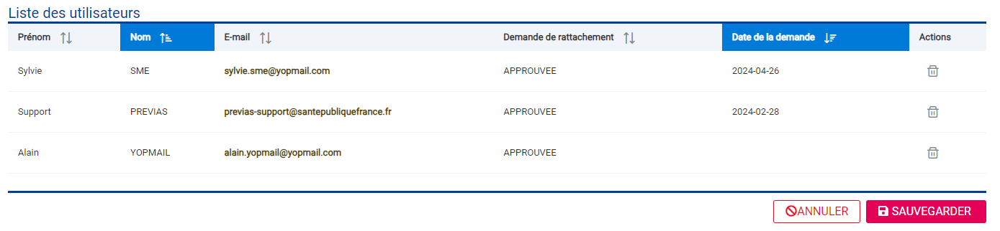 Liste des utilisateurs
Prénom Nom E-mail Demande de rattachement Date de la demande Actions
Sylvie SME sylvie.sme@yopmail.com APPROUVEE 2024-04-26
Support PREVIAS previas-support@santepubliquefrance.fr APPROUVEE 2024-02-28
Alain YOPMAIL alain.yopmail@yopmail.com APPROUVEE
ANNULER SAUVEGARDER